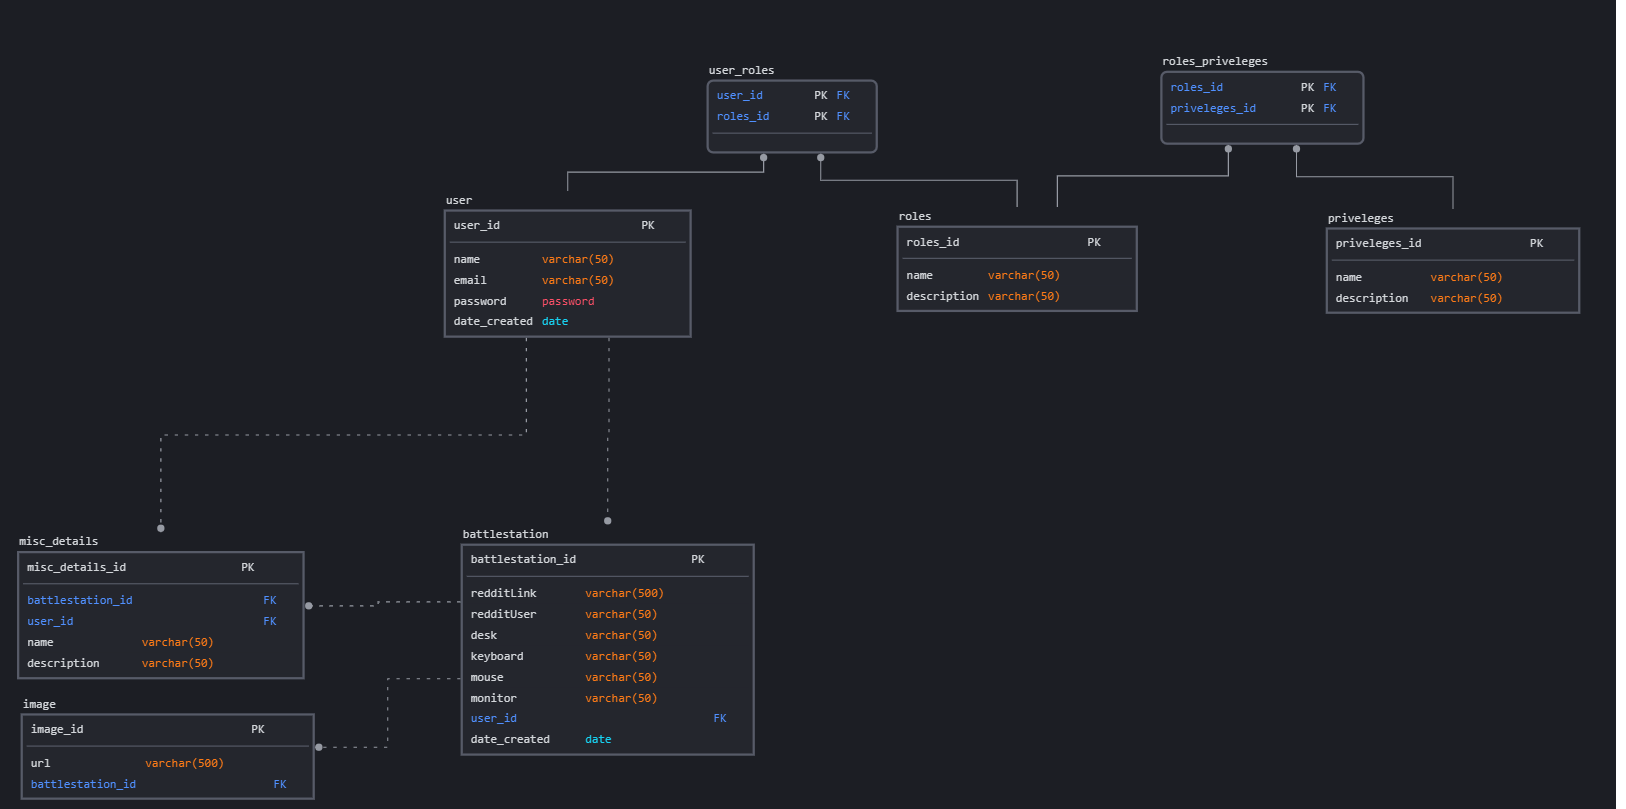 user_roles
user_id PK FK
roles_id PK FK
roles_priveleges
roles_id PK FK
priveleges_id PK FK
user
user_id PK
name varchar(50)
email varchar(50)
password password
date_created date
roles
roles_id PK
name varchar(50)
description varchar(50)
priveleges
priveleges_id PK
name varchar(50)
description varchar(50)
misc_details
misc_details_id PK
battlestation_id FK
user_id FK
name varchar(50)
description varchar(50)
battlestation
battlestation_id PK
redditLink varchar(500)
redditUser varchar(50)
desk varchar(50)
keyboard varchar(50)
mouse varchar(50)
monitor varchar(50)
user_id FK
date_created date
image
image_id PK
url varchar(500)
battlestation_id FK